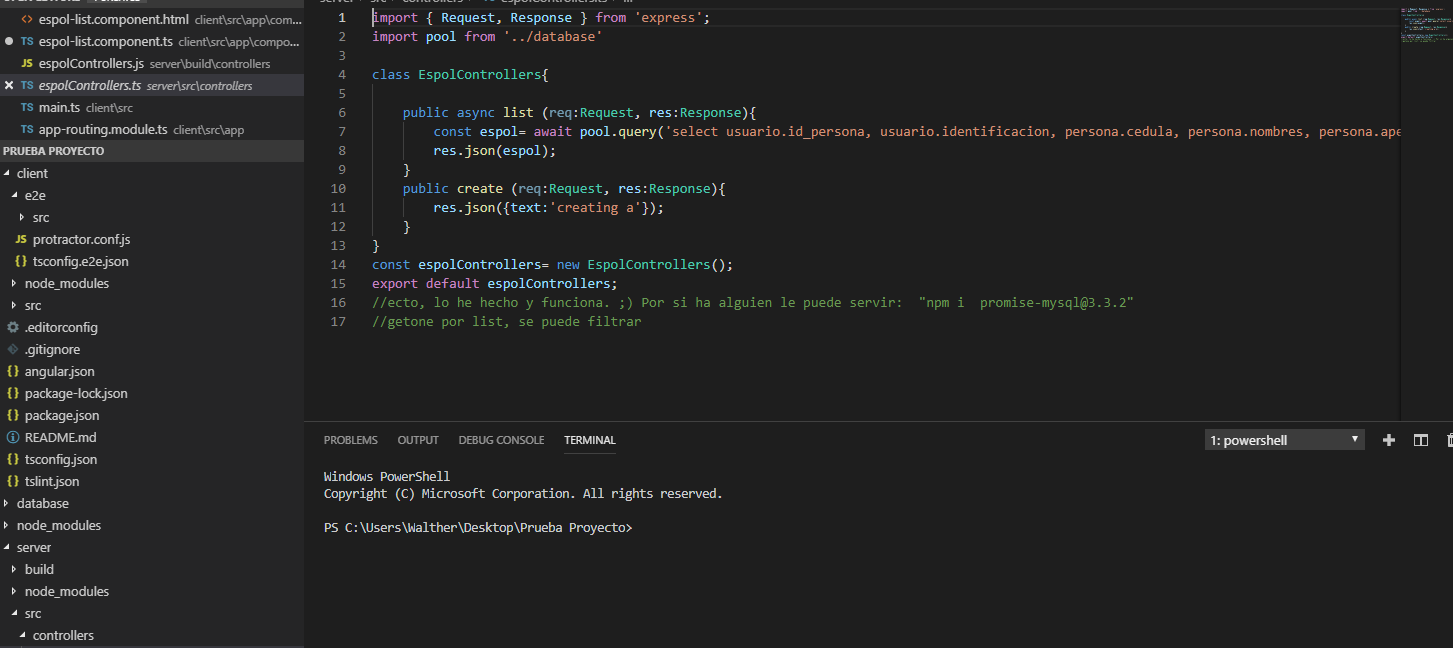 espol-list.component.html client\src\app\com...
TS espol-list.component.ts client\src\app\compo...
JS espolControllers.js server\build\controllers
TS espolControllers.ts server\src\controllers
TS main.ts client\src
TS app-routing.module.ts client\src\app
PRUEBA PROYECTO
client
e2e
src
JS protractor.conf.js
{} tsconfig.e2e.json
node_modules
src
.editorconfig
.gitignore
{} angular.json
{} package-lock.json
{} package.json
README.md
{} tsconfig.json
{} tslint.json
database
node_modules
server
build
node_modules
src
controllers
1 import { Request, Response } from 'express';
2 import pool from '../database'
3
4 class EspolControllers{
5
6 public async list (req:Request, res:Response){
7 const espol= await pool.query('select usuario.id_persona, usuario.identificacion, persona.cedula, persona.nombres, persona.ape
8 res.json(espol);
9 }
10 public create (req:Request, res:Response){
11 res.json({text:'creating a'});
12 }
13 }
14 const espolControllers= new EspolControllers();
15 export default espolControllers;
16 //ecto, lo he hecho y funciona. ;) Por si ha alguien le puede servir: "npm i promise-mysql@3.3.2"
17 //getone por list, se puede filtrar
PROBLEMS OUTPUT DEBUG CONSOLE TERMINAL 1: powershell
Windows PowerShell
Copyright (C) Microsoft Corporation. All rights reserved.
PS C:\Users\Walther\Desktop\Prueba Proyecto>